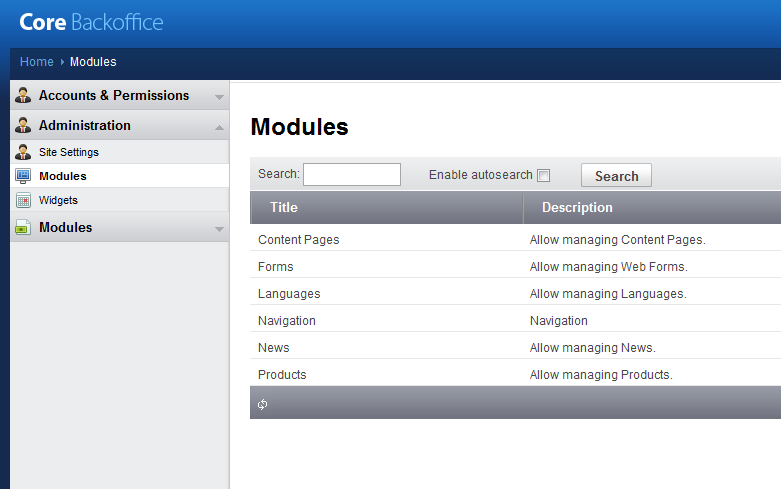 Core Backoffice
Home Modules
Accounts & Permissions
Administration
Site Settings
Modules
Widgets
Modules
Modules
Search: Enable autosearch Search
Title Description
Content Pages Allow managing Content Pages.
Forms Allow managing Web Forms.
Languages Allow managing Languages.
Navigation Navigation
News Allow managing News.
Products Allow managing Products.